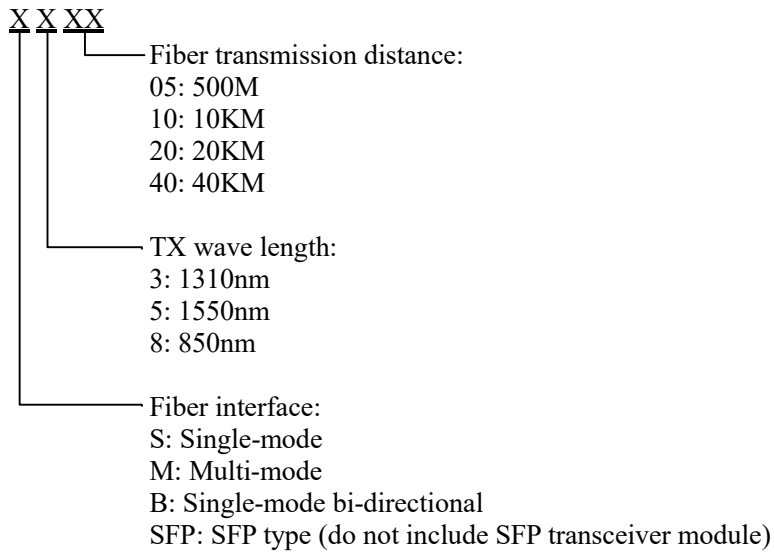 X X XX
Fiber transmission distance:
05: 500M
10: 10KM
20: 20KM
40: 40KM
TX wave length:
3: 1310nm
5: 1550nm
8: 850nm
Fiber interface:
S: Single-mode
M: Multi-mode
B: Single-mode bi-directional
SFP: SFP type (do not include SFP transceiver module)